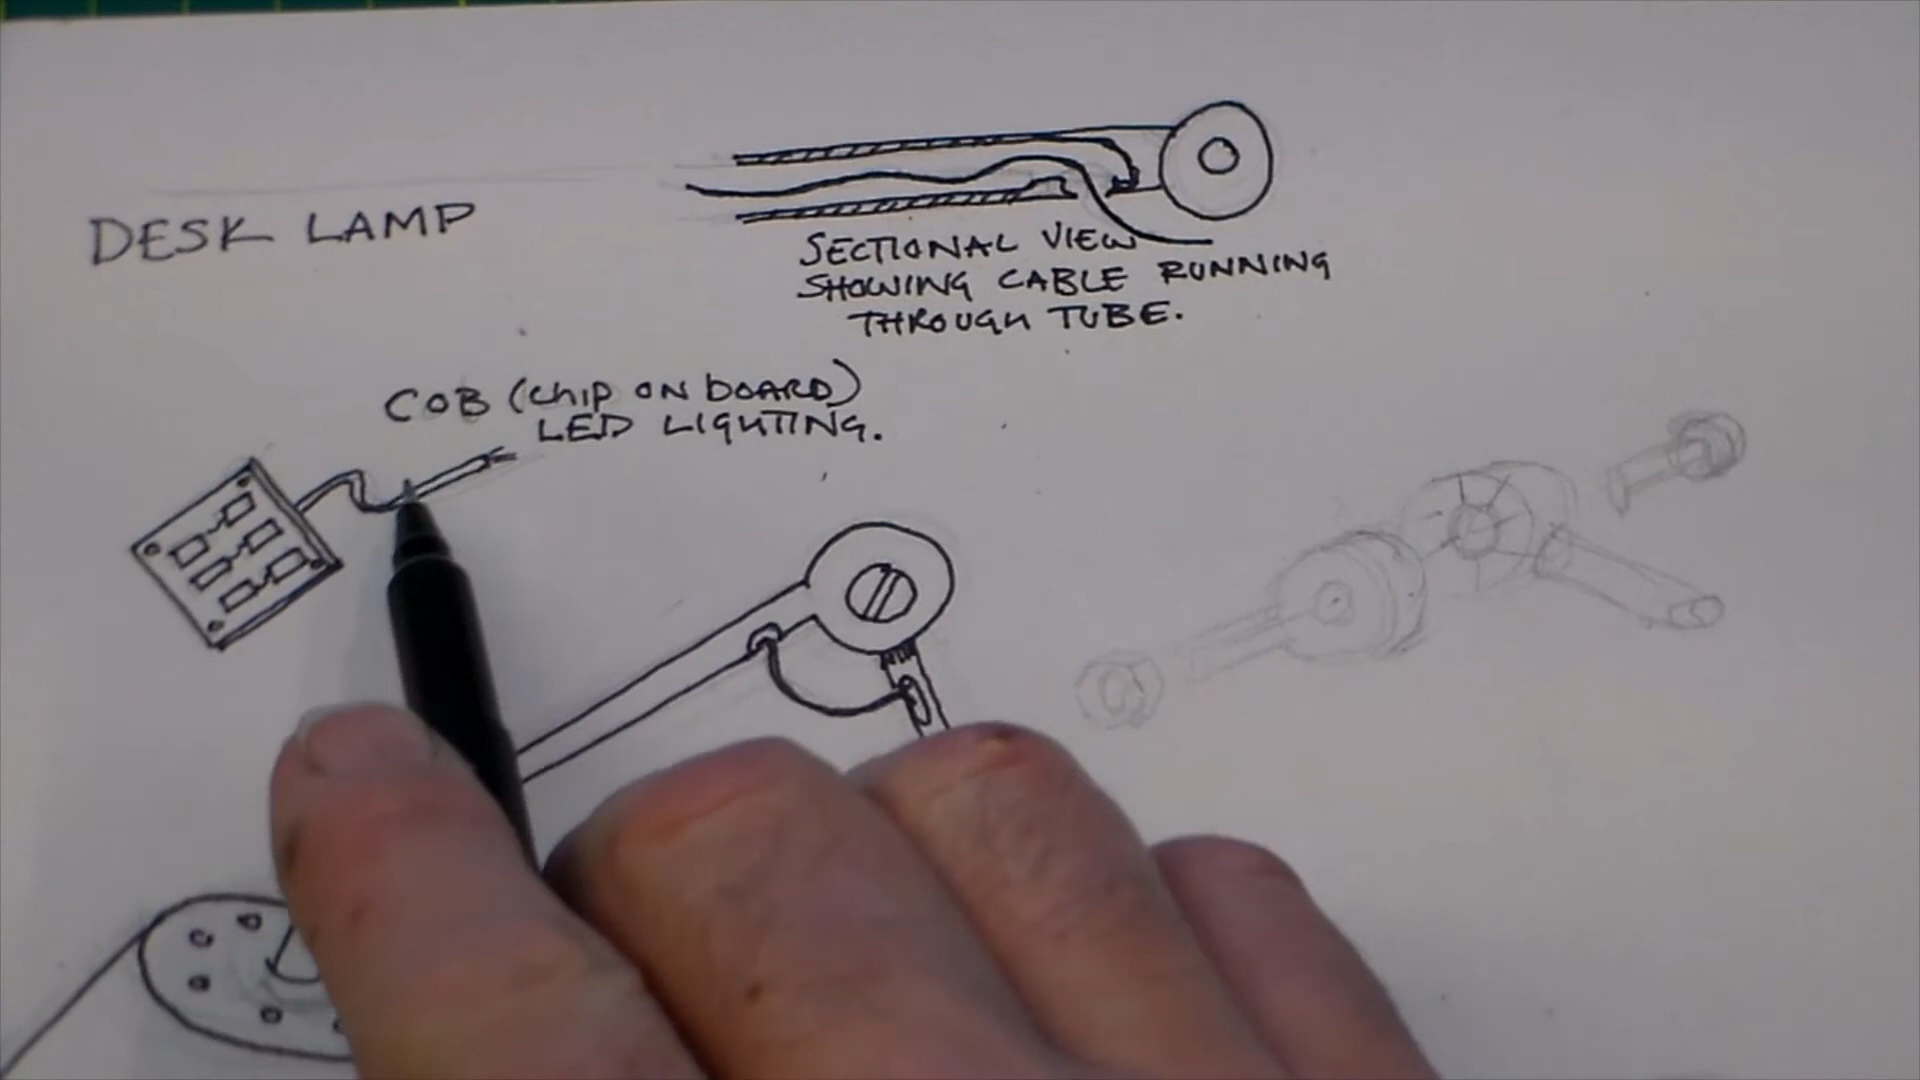 DESK LAMP
SECTIONAL VIEW
SHOWING CABLE RUNNING
THROUGH TUBE.
COB (chip on board)
LED LIGHTING.